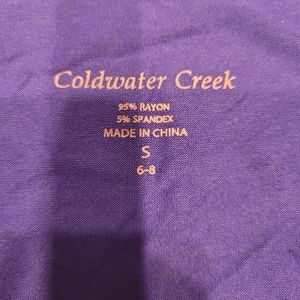 Coldwater Creek
95% RAYON
5% SPANDEX
MADE IN CHINA
S
6-8